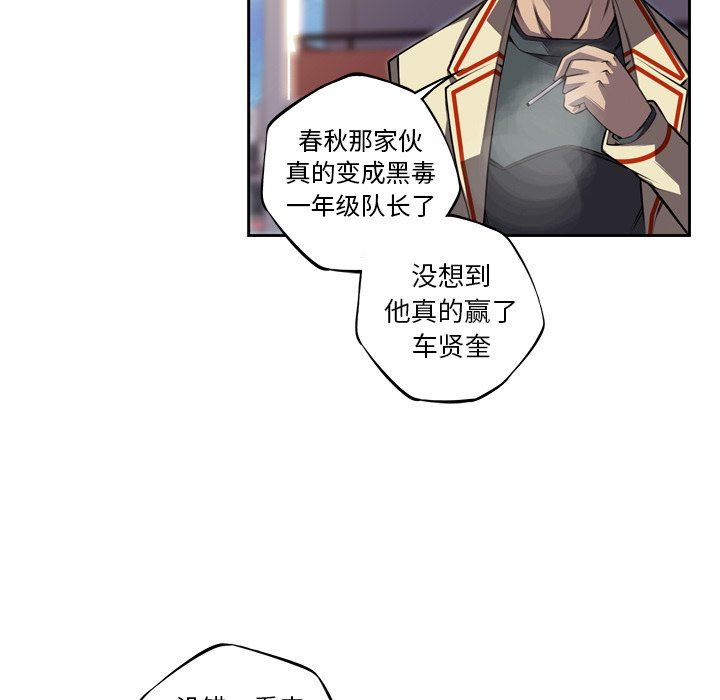 春秋那家伙
真的变成黑毒
一年级队长了
没想到
他真的赢了
车贤奎